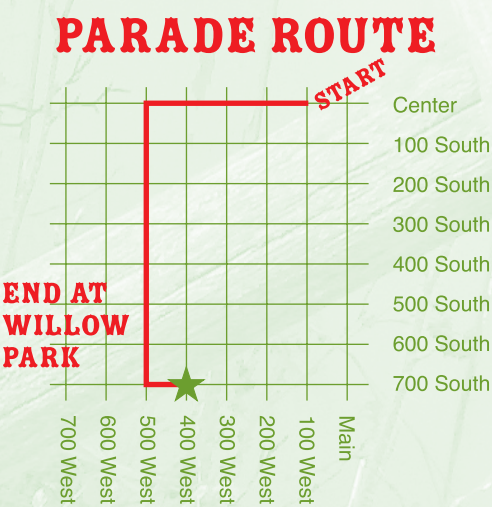 PARADE ROUTE
START
Center
100 South
200 South
300 South
400 South
500 South
600 South
700 South
END AT
WILLOW
PARK
700 West
600 West
500 West
400 West
300 West
200 West
100 West
Main